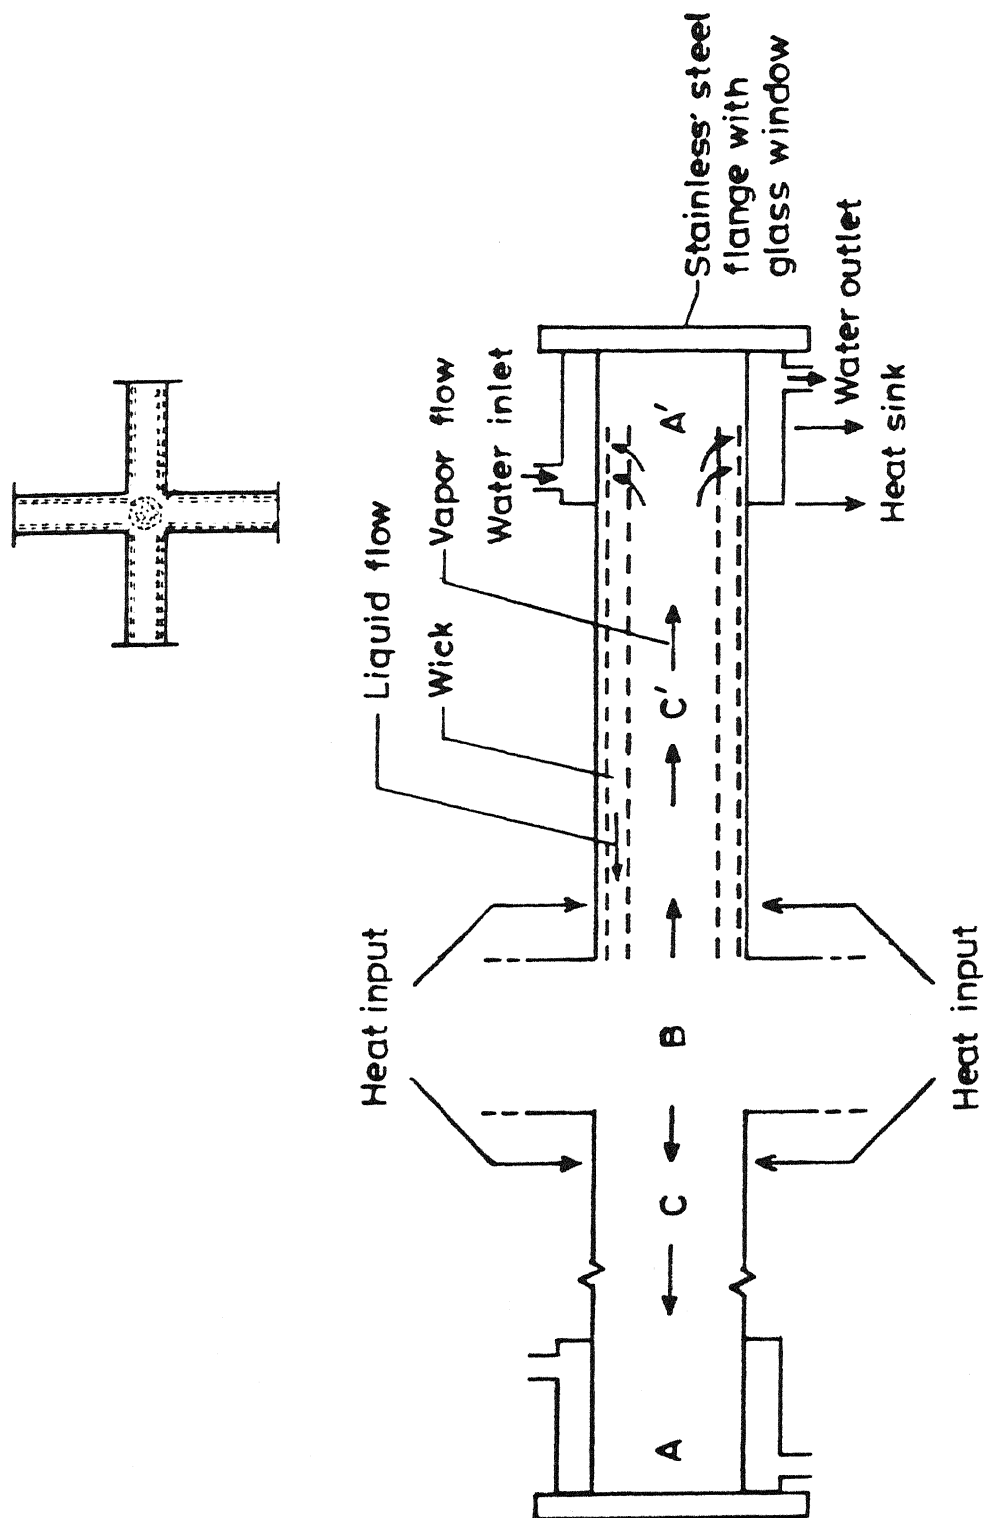 Stainless steel
flange with
glass window
Water outlet
Heat sink
Water inlet
Vapor flow
Liquid flow
Wick
Heat input
Heat input
A'
C'
B
C
A